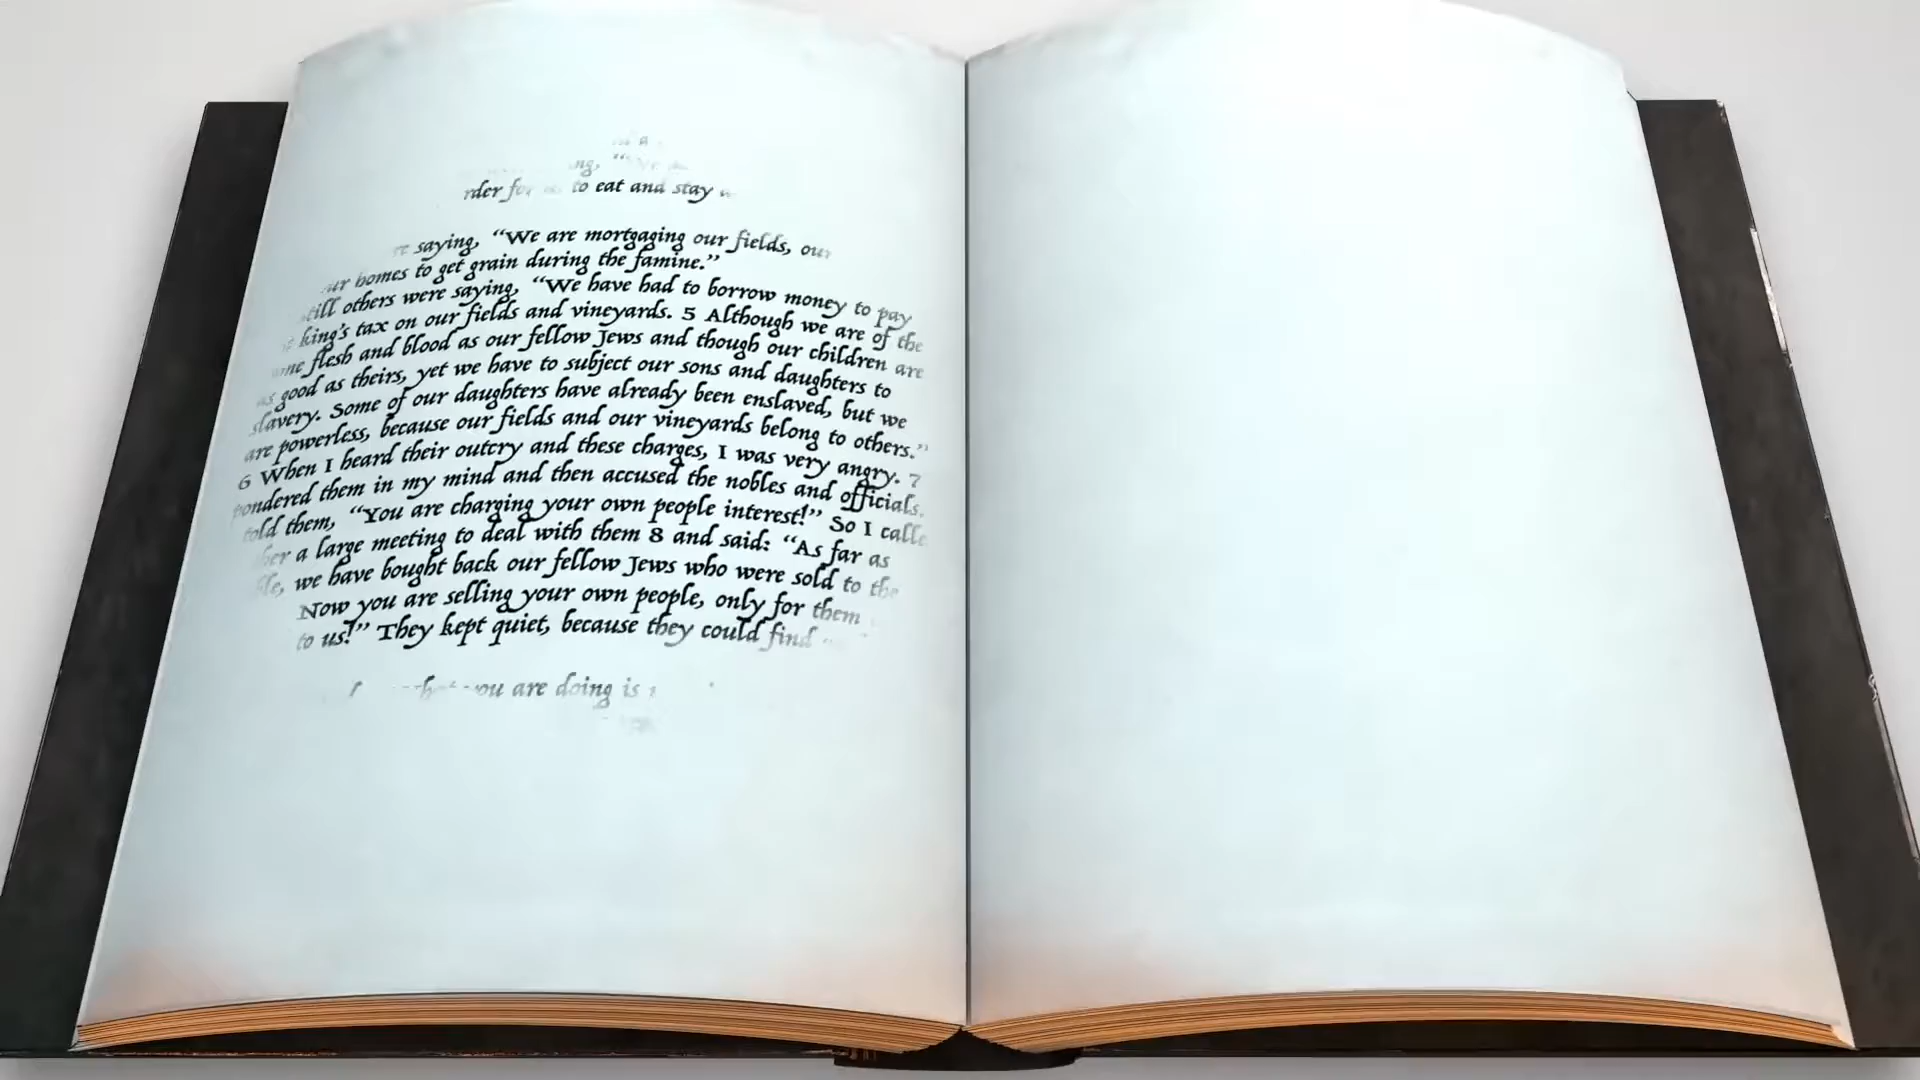 a
to eat and stay
saying, “We are mortgaging our fields, our
homes to get grain during the famine.”
others were saying, “We have had to borrow money to pay
king’s tax on our fields and vineyards. 5 Although we are of the
flesh and blood as our fellow Jews and though our children are
as good as theirs, yet we have to subject our sons and daughters to
slavery. Some of our daughters have already been enslaved, but we
are powerless, because our fields and our vineyards belong to others.”
6 When I heard their outcry and these charges, I was very angry. 7
them in my mind and then accused the nobles and officials.
told them, “You are charging your own people interest!” So I
a large meeting to deal with them 8 and said: “As far as
we have bought back our fellow Jews who were sold to the
Now you are selling your own people, only for them
to us!” They kept quiet, because they could find
you are doing is